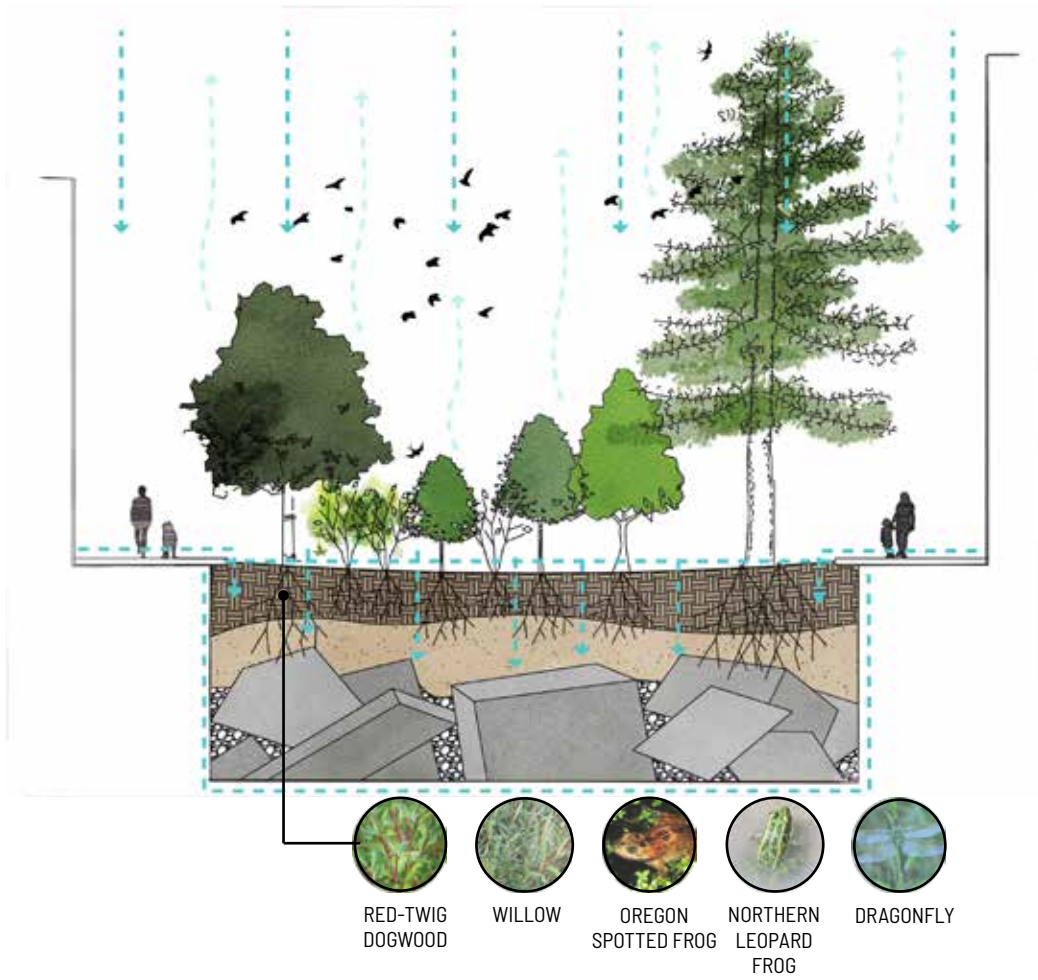 RED-TWIG
DOGWOOD
WILLOW
OREGON
SPOTTED FROG
NORTHERN
LEOPARD
FROG
DRAGONFLY